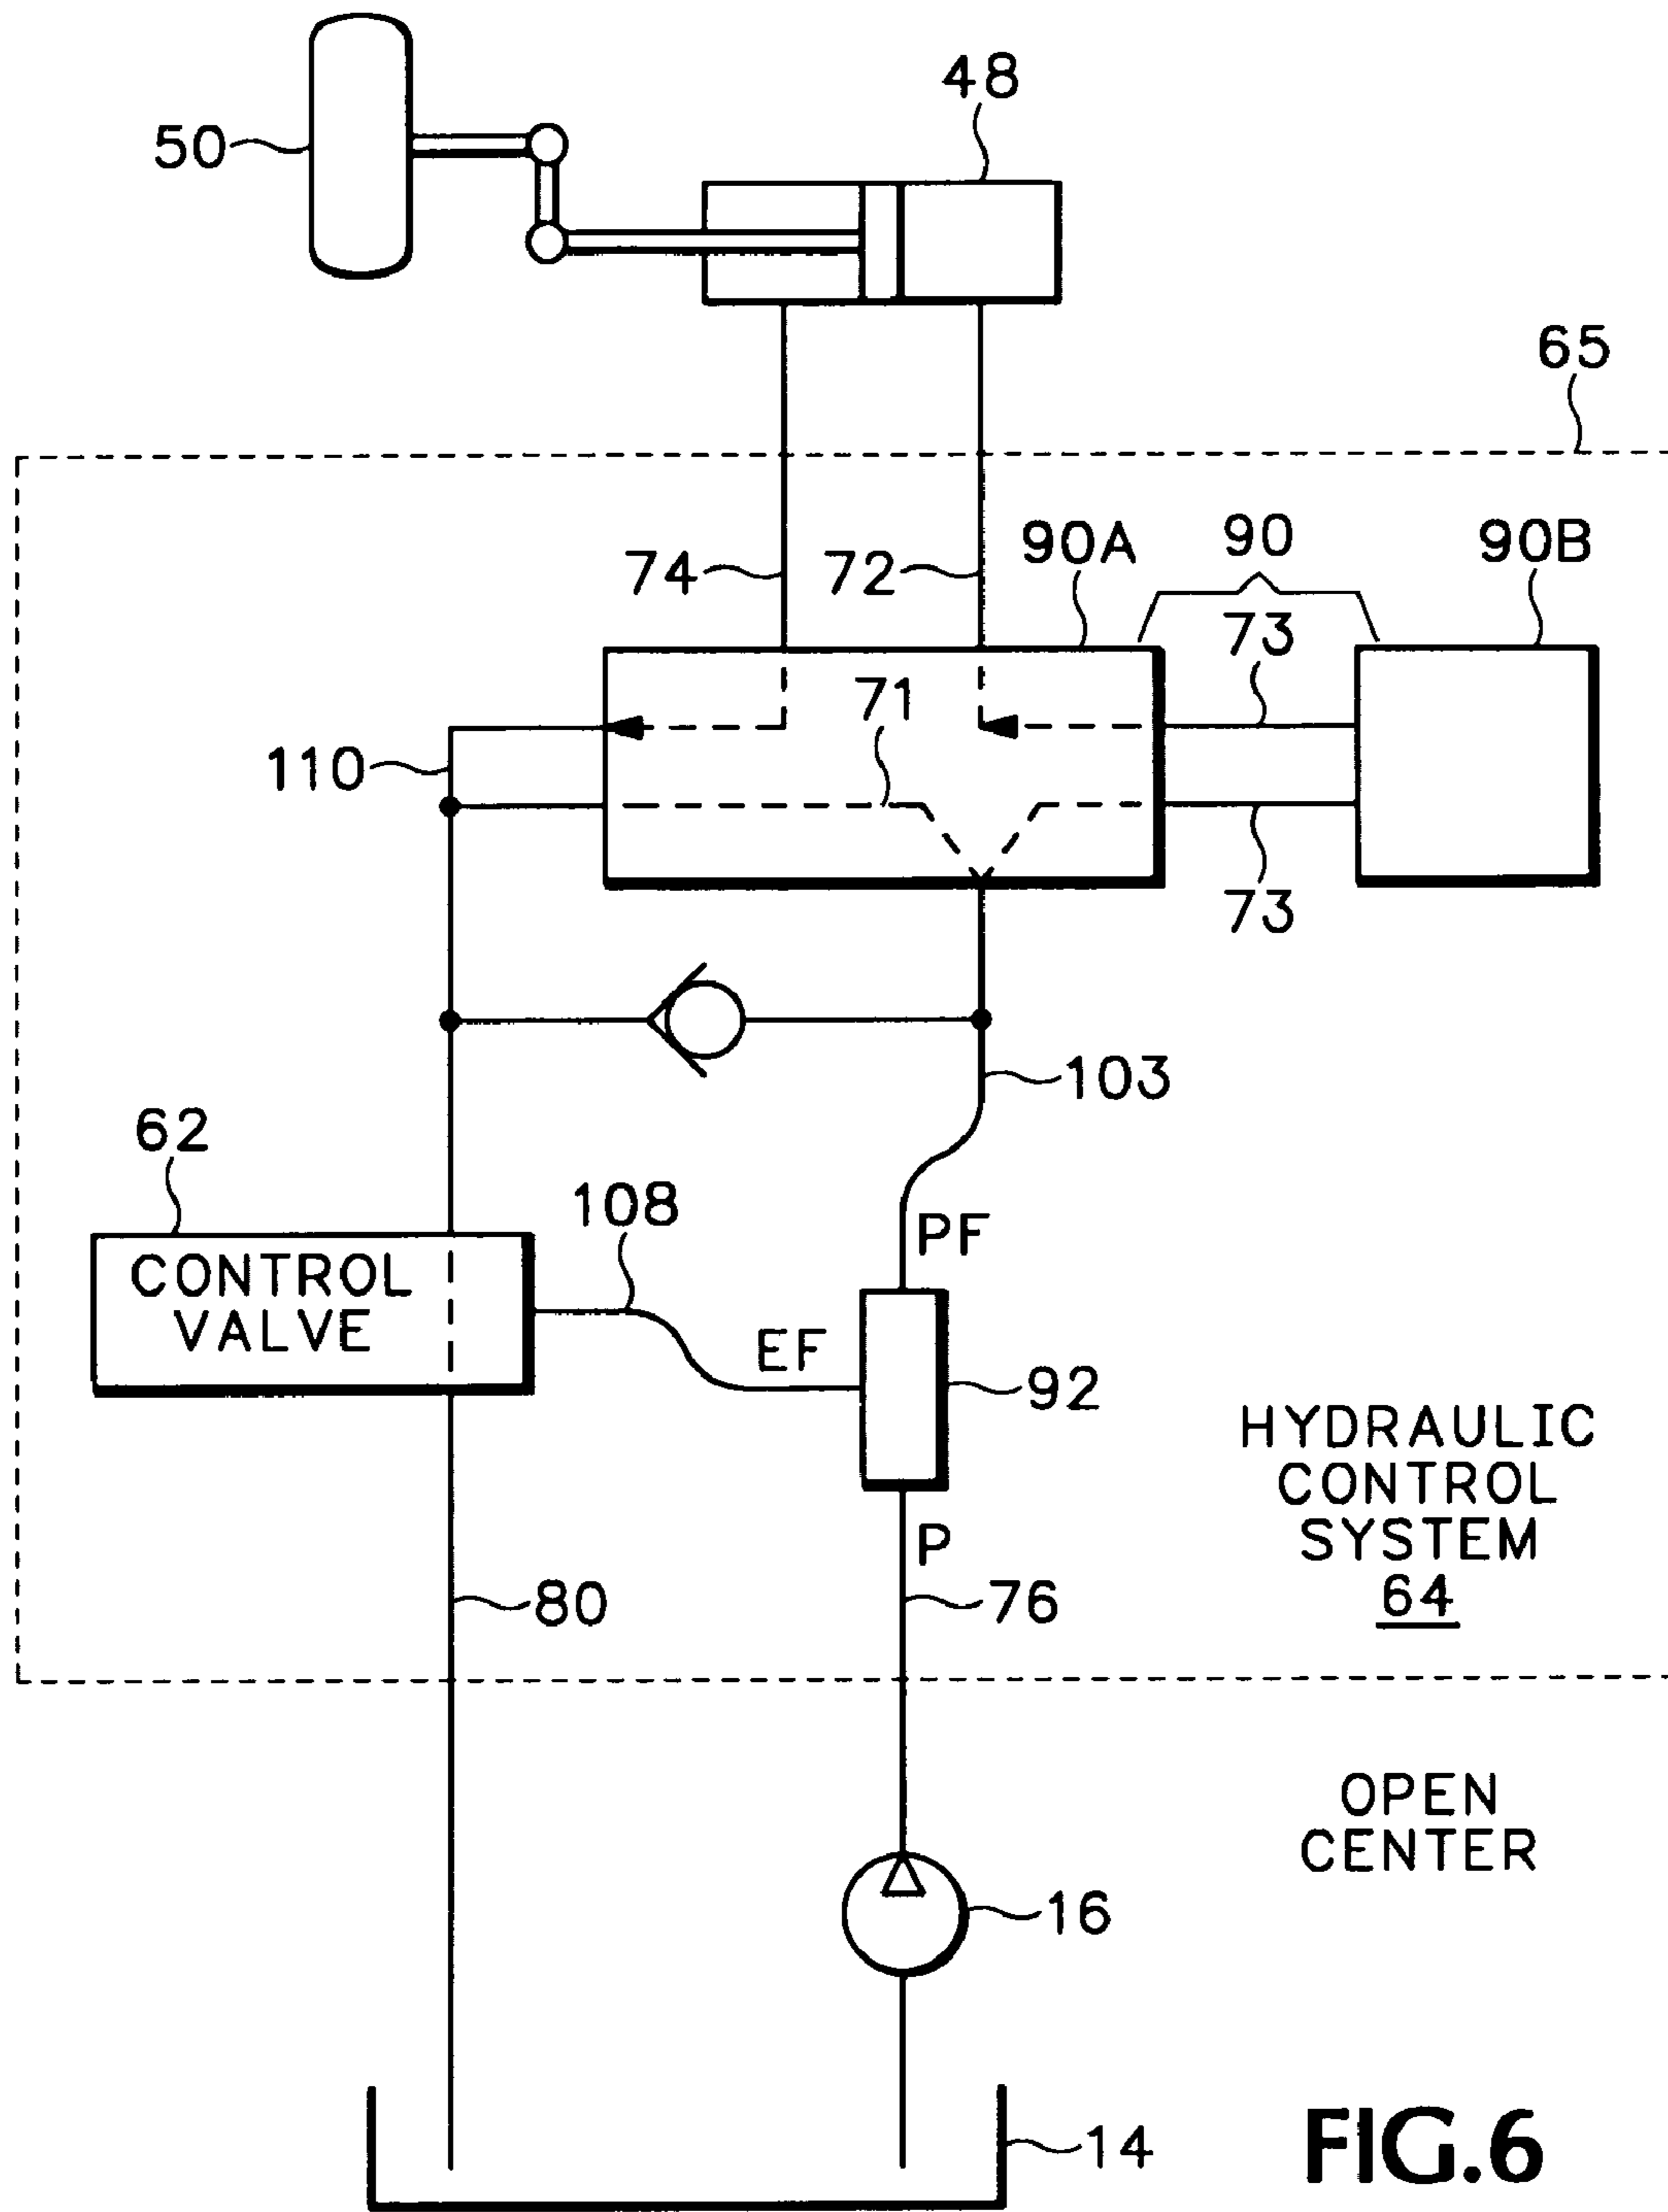 48
50
65
74
72
90A
90
90B
73
71
110
73
103
62
108
PF
CONTROL
VALVE
EF
92
HYDRAULIC
CONTROL
SYSTEM
64
P
80
76
OPEN
CENTER
16
14
FIG.6